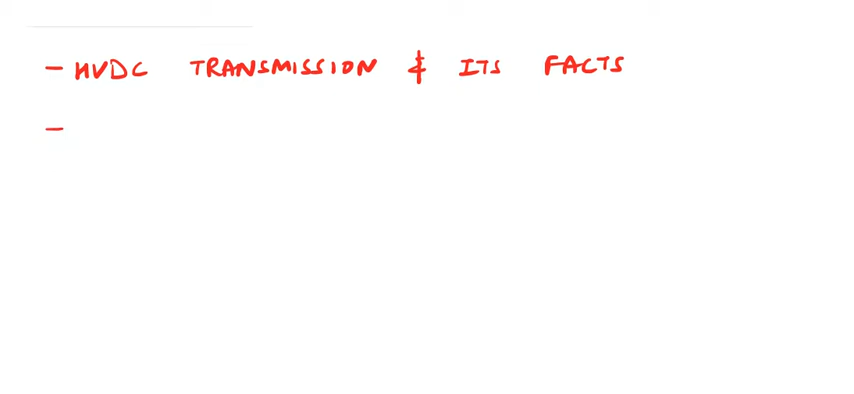 - HVDC TRANSMISSION & ITS FACTS
-